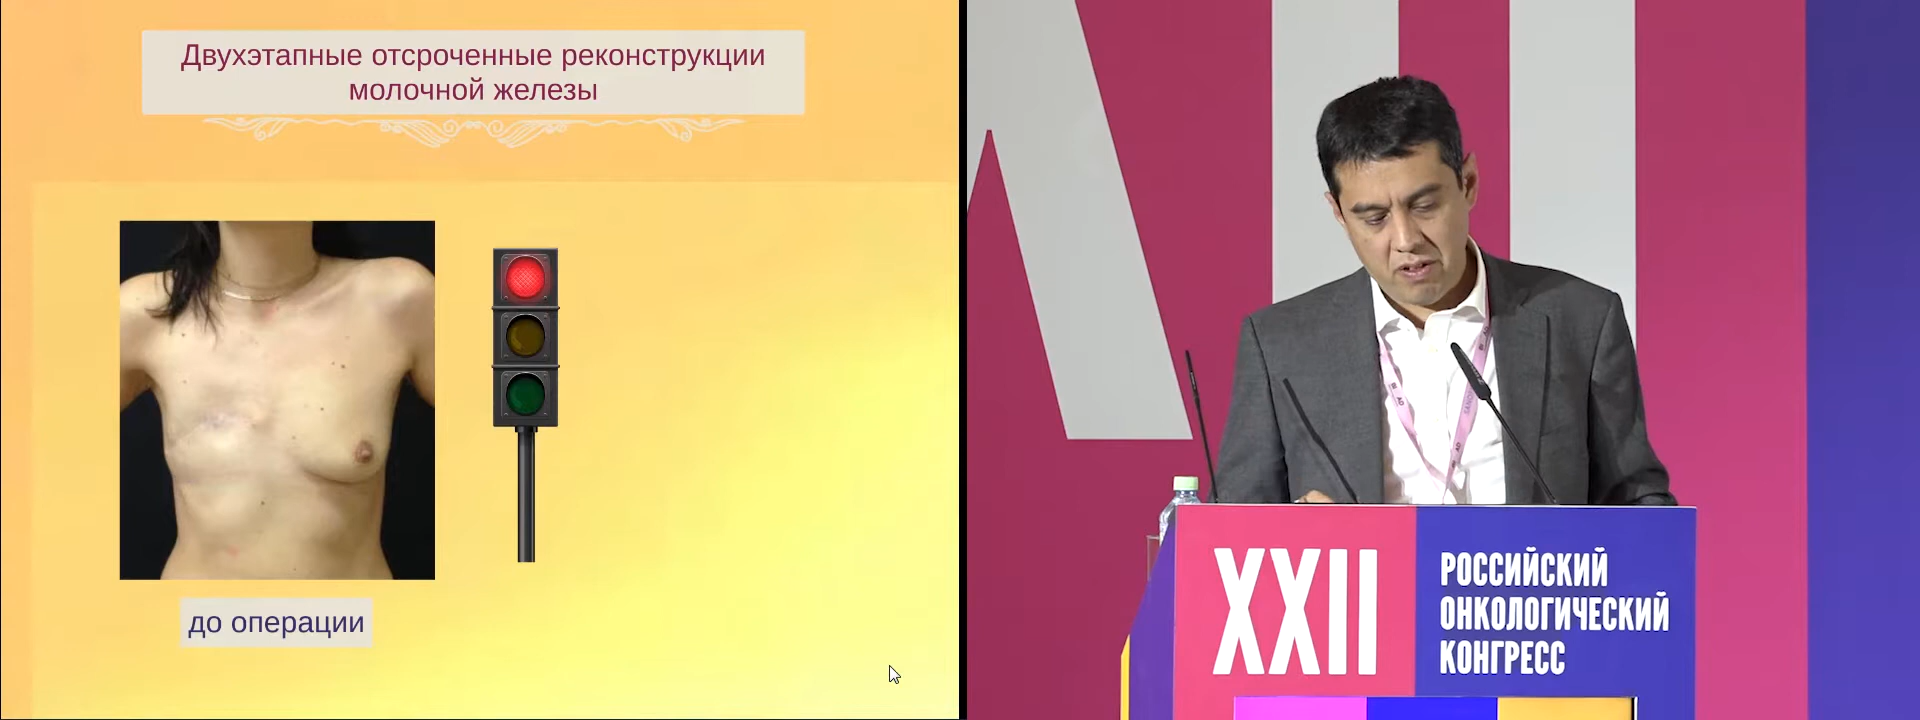 Двухэтапные отсроченные реконструкции
молочной железы
до операции
XXII
РОССИЙСКИЙ
ОНКОЛОГИЧЕСКИЙ
КОНГРЕСС